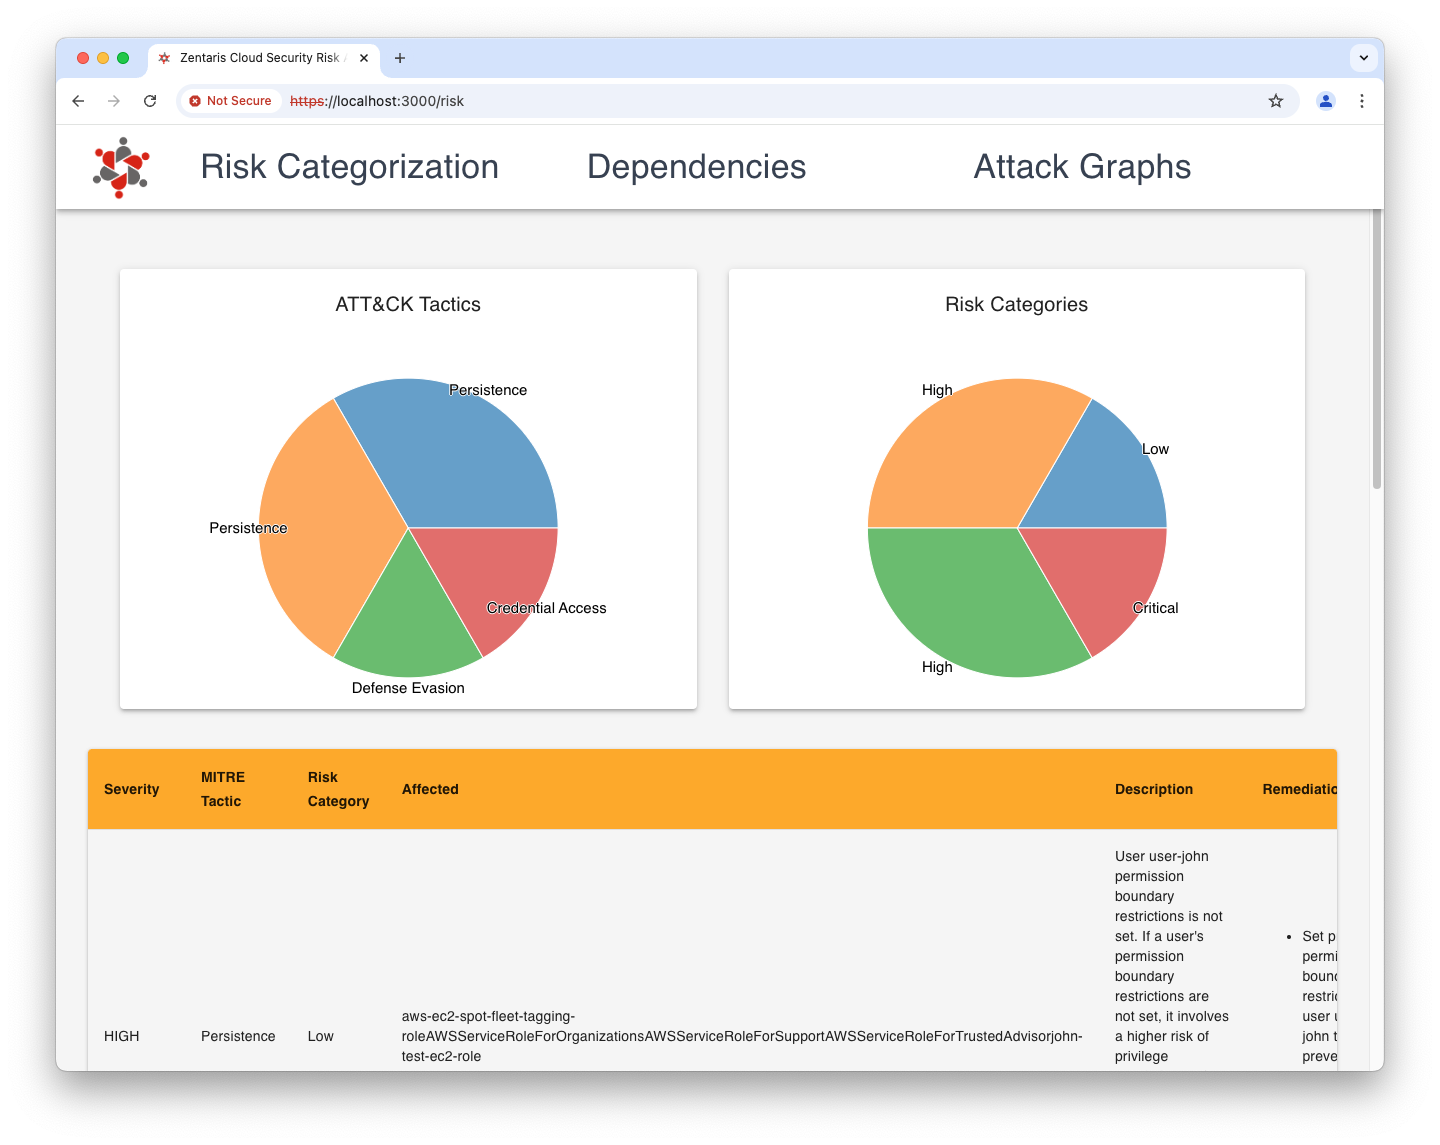 Zentaris Cloud Security Risk
Not Secure
https://localhost:3000/risk
Risk Categorization
Dependencies
Attack Graphs
ATT&CK Tactics
Persistence
Persistence
Credential Access
Defense Evasion
Risk Categories
High
Low
Critical
High
Severity
MITRE
Tactic
Risk
Category
Affected
Description
Remediatio
HIGH
Persistence
Low
aws-ec2-spot-fleet-tagging-
roleAWSServiceRoleForOrganizationsAWSServiceRoleForSupportAWSServiceRoleForTrustedAdvisorjohn-
test-ec2-role
User user-john
permission
boundary
restrictions is not
set. If a user's
permission
boundary
restrictions are
not set, it involves
a higher risk of
privilege
• Set p
permi
bound
restric
user u
john t
preve